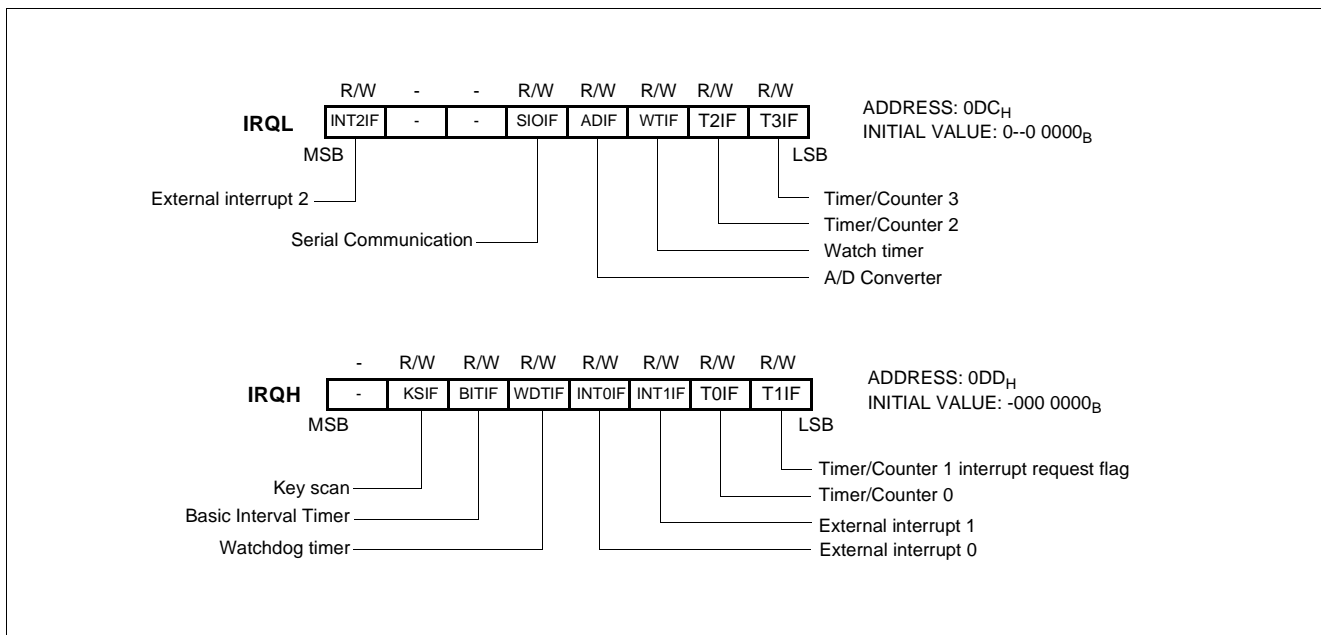 R/W - - R/W R/W R/W R/W R/W
IRQL INT2IF - - SIOIF ADIF WTIF T2IF T3IF
ADDRESS: 0DCH
INITIAL VALUE: 0--0 0000B
MSB LSB
External interrupt 2
Serial Communication
Timer/Counter 3
Timer/Counter 2
Watch timer
A/D Converter
- R/W R/W R/W R/W R/W R/W R/W
IRQH - KSIF BITIF WDTIF INT0IF INT1IF T0IF T1IF
ADDRESS: 0DDH
INITIAL VALUE: -000 0000B
MSB LSB
Key scan
Basic Interval Timer
Watchdog timer
Timer/Counter 1 interrupt request flag
Timer/Counter 0
External interrupt 1
External interrupt 0